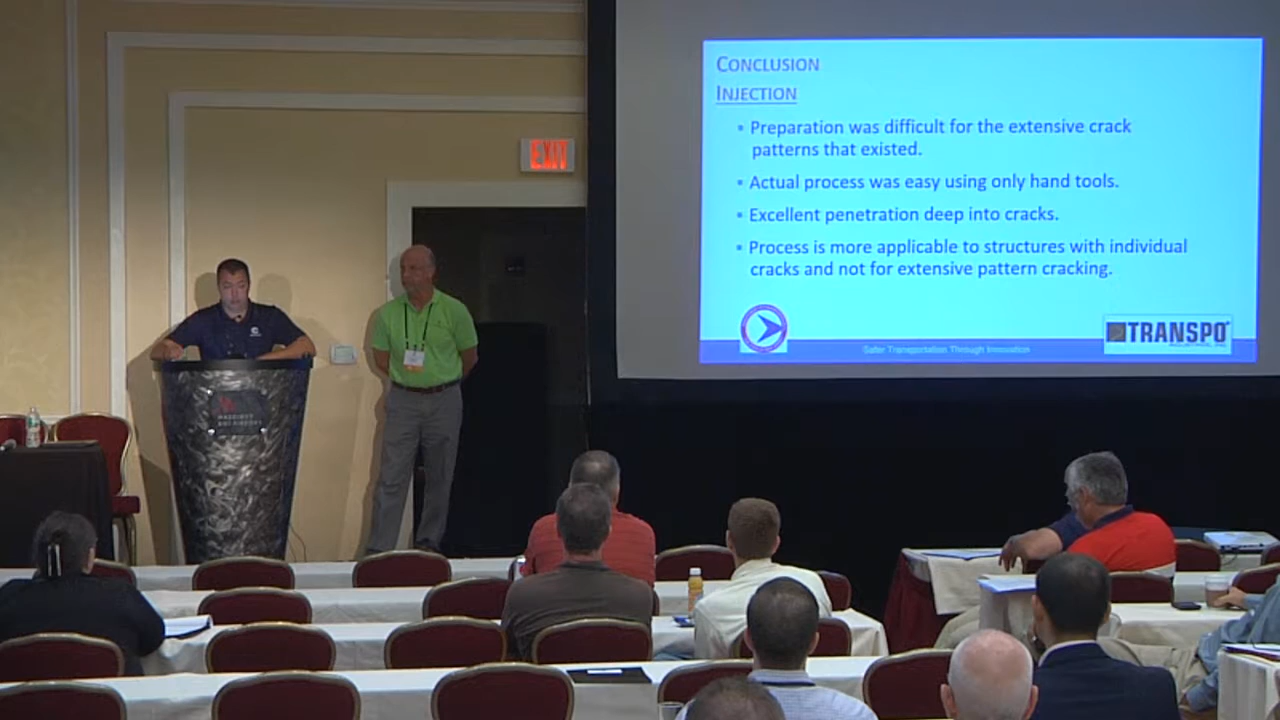 CONCLUSION
INJECTION
Preparation was difficult for the extensive crack
patterns that existed.
Actual process was easy using only hand tools.
Excellent penetration deep into cracks.
Process is more applicable to structures with individual
cracks and not for extensive pattern cracking.
TRANSPO
Safer Transportation Through Innovation
EXIT